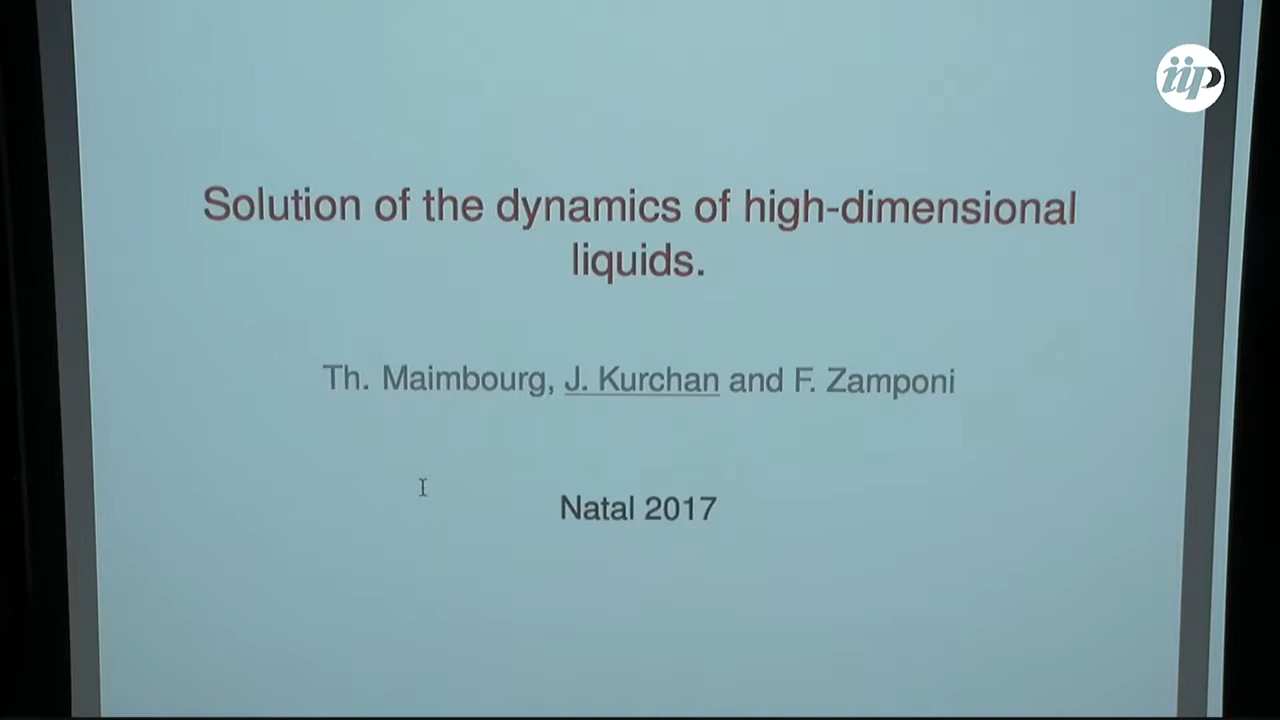 iip
Solution of the dynamics of high-dimensional
liquids.
Th. Maimbourg, J. Kurchan and F. Zamponi
Natal 2017